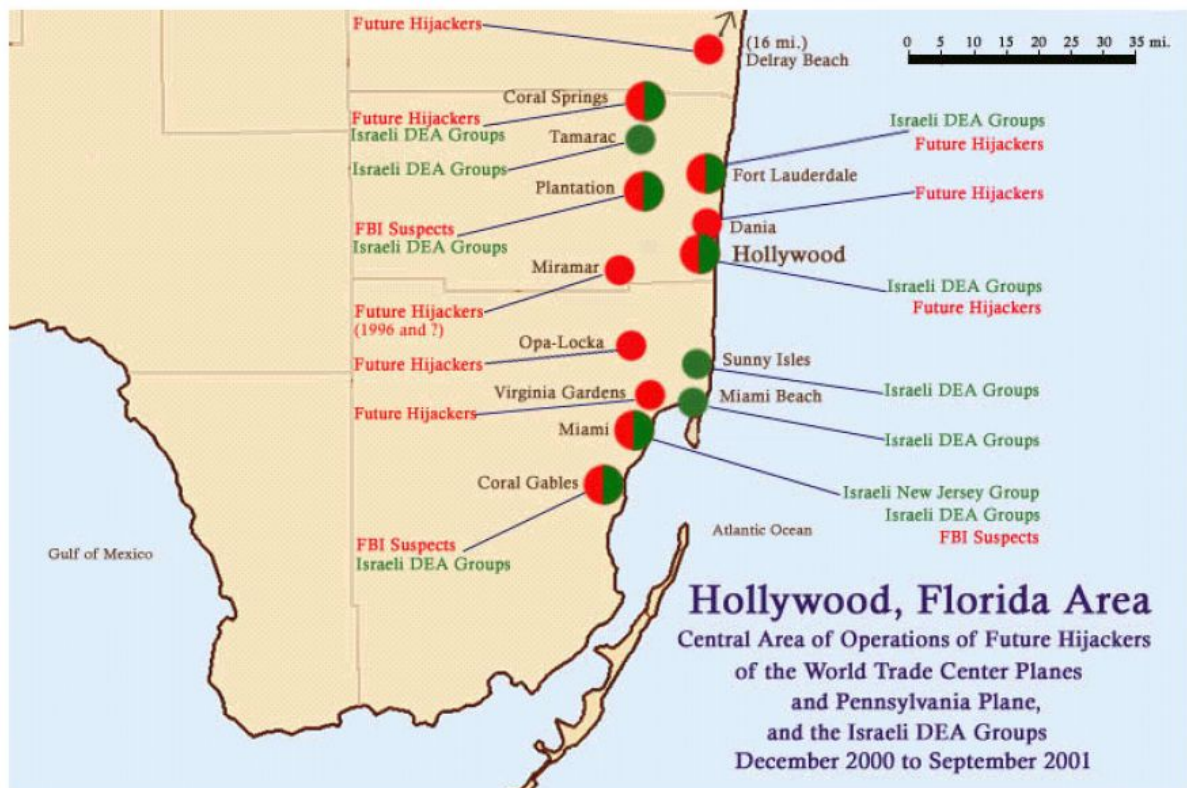 Future Hijackers
(16 mi.)
Delray Beach
0 5 10 15 20 25 30 35 mi.
Coral Springs
Future Hijackers
Israeli DEA Groups
Tamarac
Israeli DEA Groups
Plantation
FBI Suspects
Israeli DEA Groups
Israeli DEA Groups
Future Hijackers
Fort Lauderdale
Future Hijackers
Dania
Hollywood
Israeli DEA Groups
Future Hijackers
Miramar
Future Hijackers
(1996 and ?)
Opa-Locka
Future Hijackers
Sunny Isles
Israeli DEA Groups
Virginia Gardens
Future Hijackers
Miami Beach
Israeli DEA Groups
Miami
Israeli New Jersey Group
Israeli DEA Groups
FBI Suspects
Coral Gables
FBI Suspects
Israeli DEA Groups
Gulf of Mexico
Atlantic Ocean
Hollywood, Florida Area
Central Area of Operations of Future Hijackers
of the World Trade Center Planes
and Pennsylvania Plane,
and the Israeli DEA Groups
December 2000 to September 2001